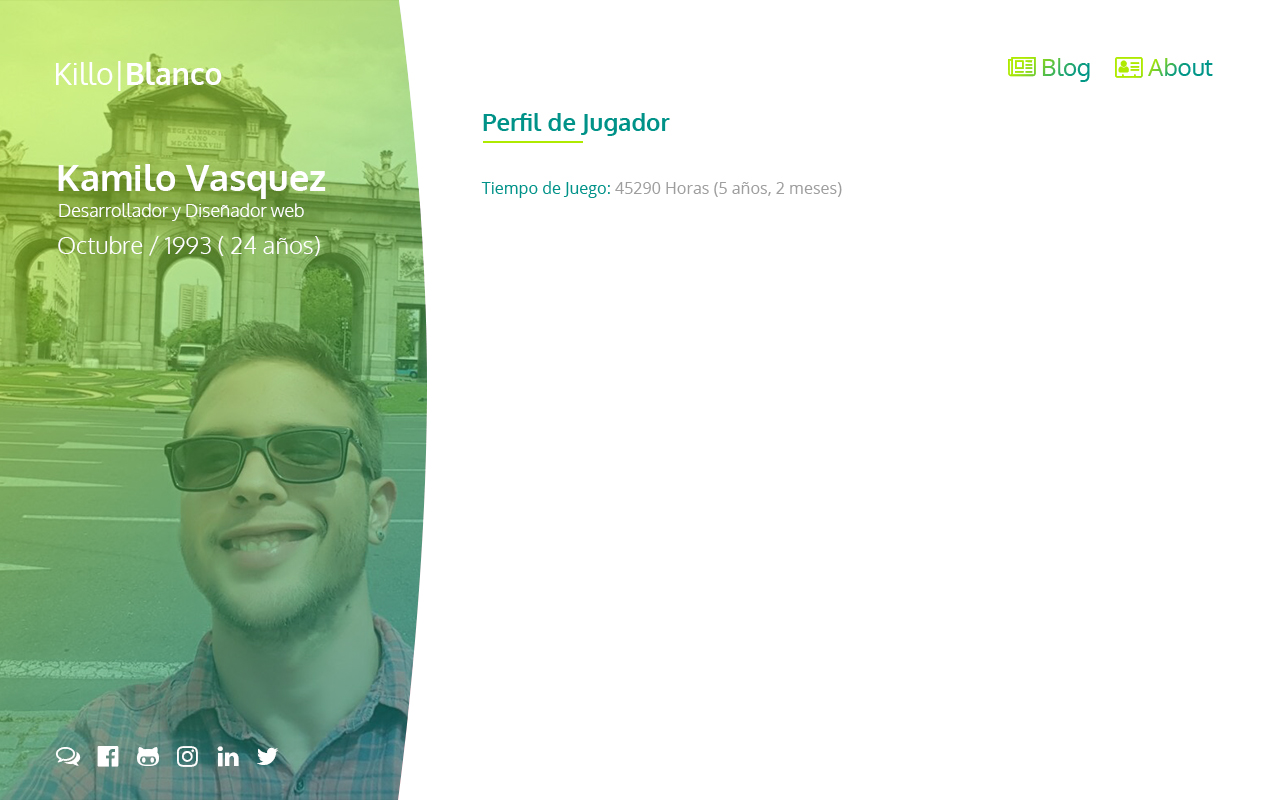 Killo|Blanco
Blog
About
Kamilo Vasquez
Desarrollador y Diseñador web
Octubre / 1993 ( 24 años)
Perfil de Jugador
Tiempo de Juego: 45290 Horas (5 años, 2 meses)